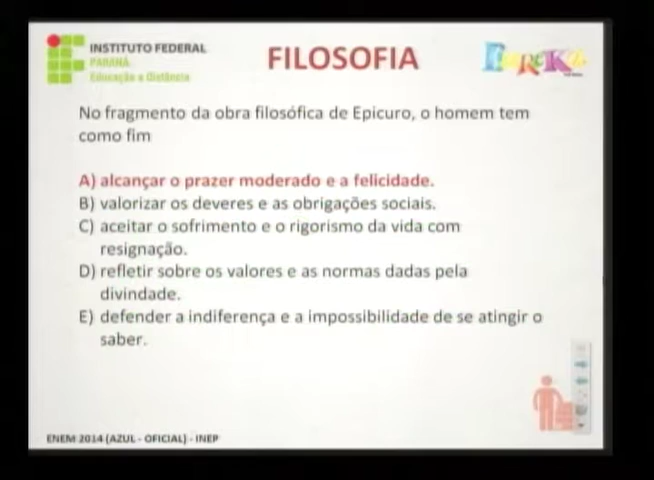 INSTITUTO FEDERAL
PARANÁ
Educação a Distância
FILOSOFIA
EUREKA
No fragmento da obra filosófica de Epicuro, o homem tem
como fim
A) alcançar o prazer moderado e a felicidade.
B) valorizar os deveres e as obrigações sociais.
C) aceitar o sofrimento e o rigorismo da vida com
resignação.
D) refletir sobre os valores e as normas dadas pela
divindade.
E) defender a indiferença e a impossibilidade de se atingir o
saber.
ENEM 2014 (AZUL - OFICIAL) - INEP